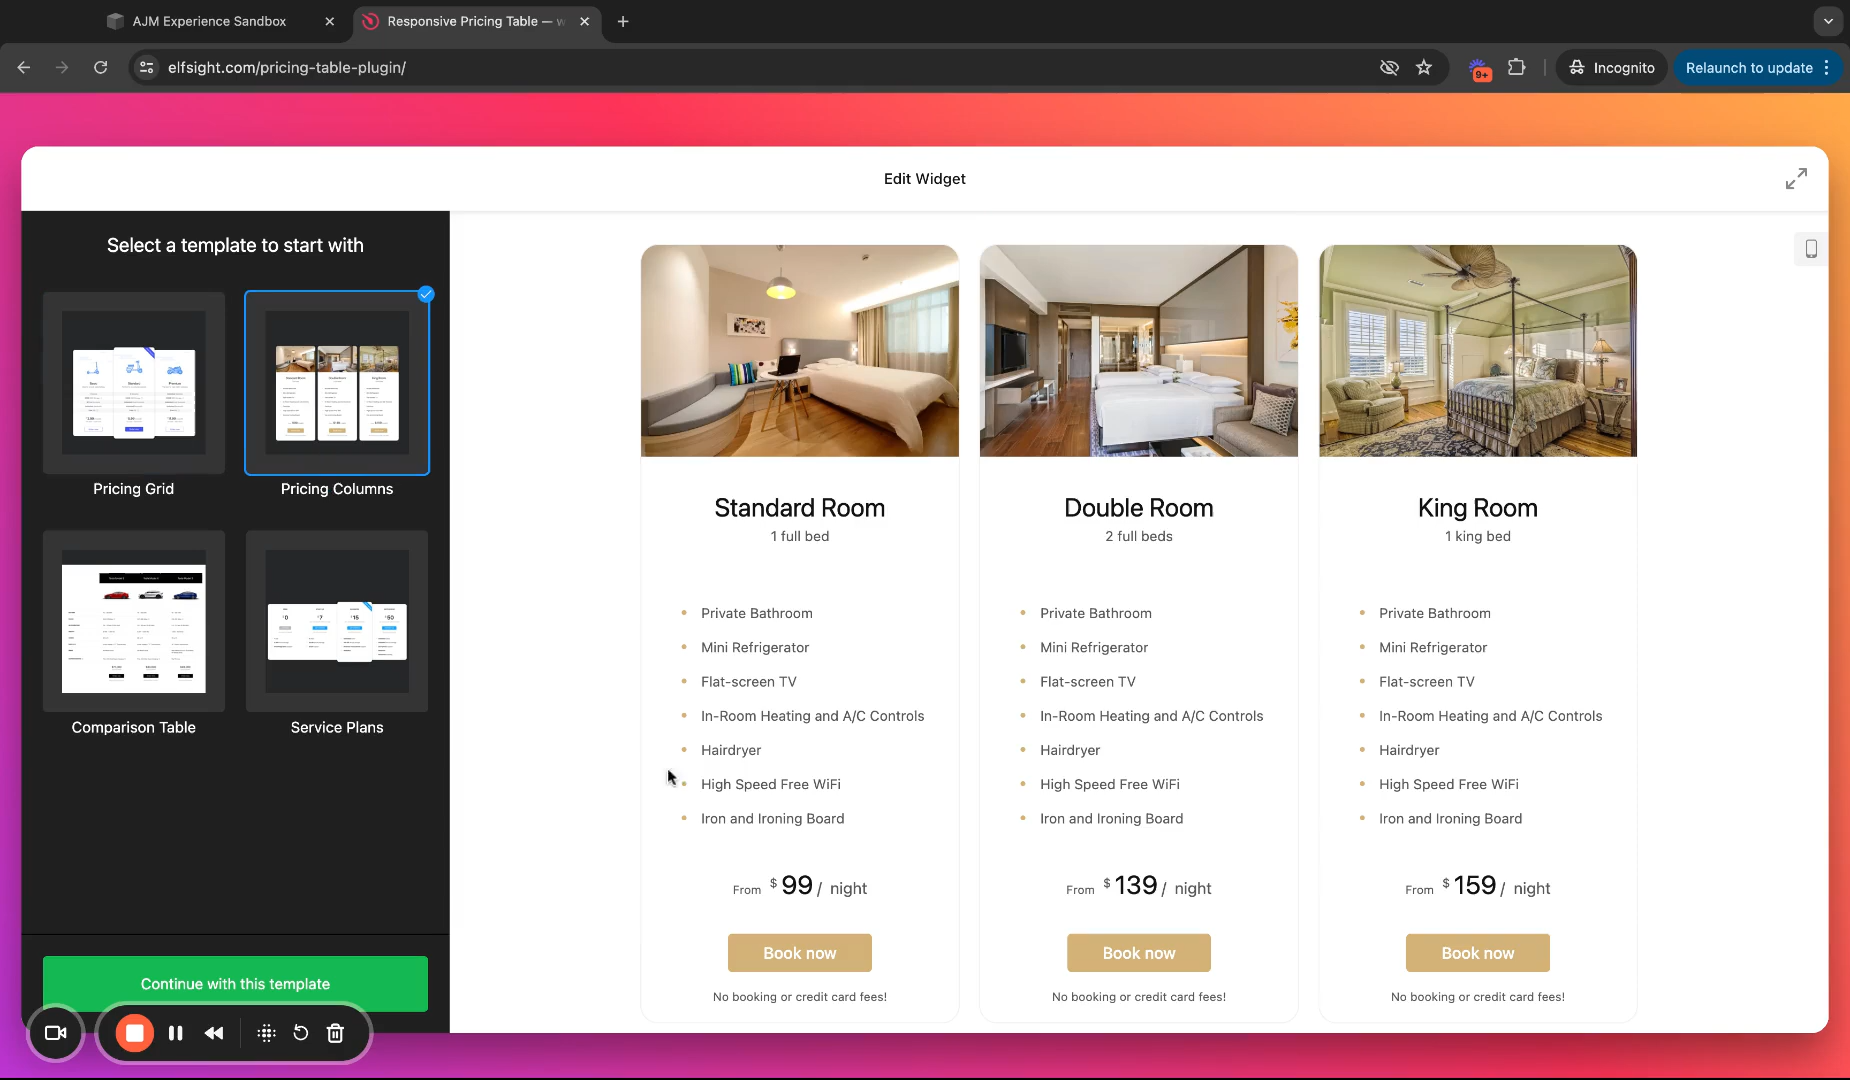 AJM Experience Sandbox
Responsive Pricing Table — w
elfsight.com/pricing-table-plugin/
9+
Incognito
Relaunch to update
Edit Widget
Select a template to start with
Pricing Grid
Pricing Columns
Comparison Table
Service Plans
Continue with this template
Standard Room
1 full bed
Private Bathroom
Mini Refrigerator
Flat-screen TV
In-Room Heating and A/C Controls
Hairdryer
High Speed Free WiFi
Iron and Ironing Board
From $ 99 / night
Book now
No booking or credit card fees!
Double Room
2 full beds
Private Bathroom
Mini Refrigerator
Flat-screen TV
In-Room Heating and A/C Controls
Hairdryer
High Speed Free WiFi
Iron and Ironing Board
From $ 139 / night
Book now
No booking or credit card fees!
King Room
1 king bed
Private Bathroom
Mini Refrigerator
Flat-screen TV
In-Room Heating and A/C Controls
Hairdryer
High Speed Free WiFi
Iron and Ironing Board
From $ 159 / night
Book now
No booking or credit card fees!